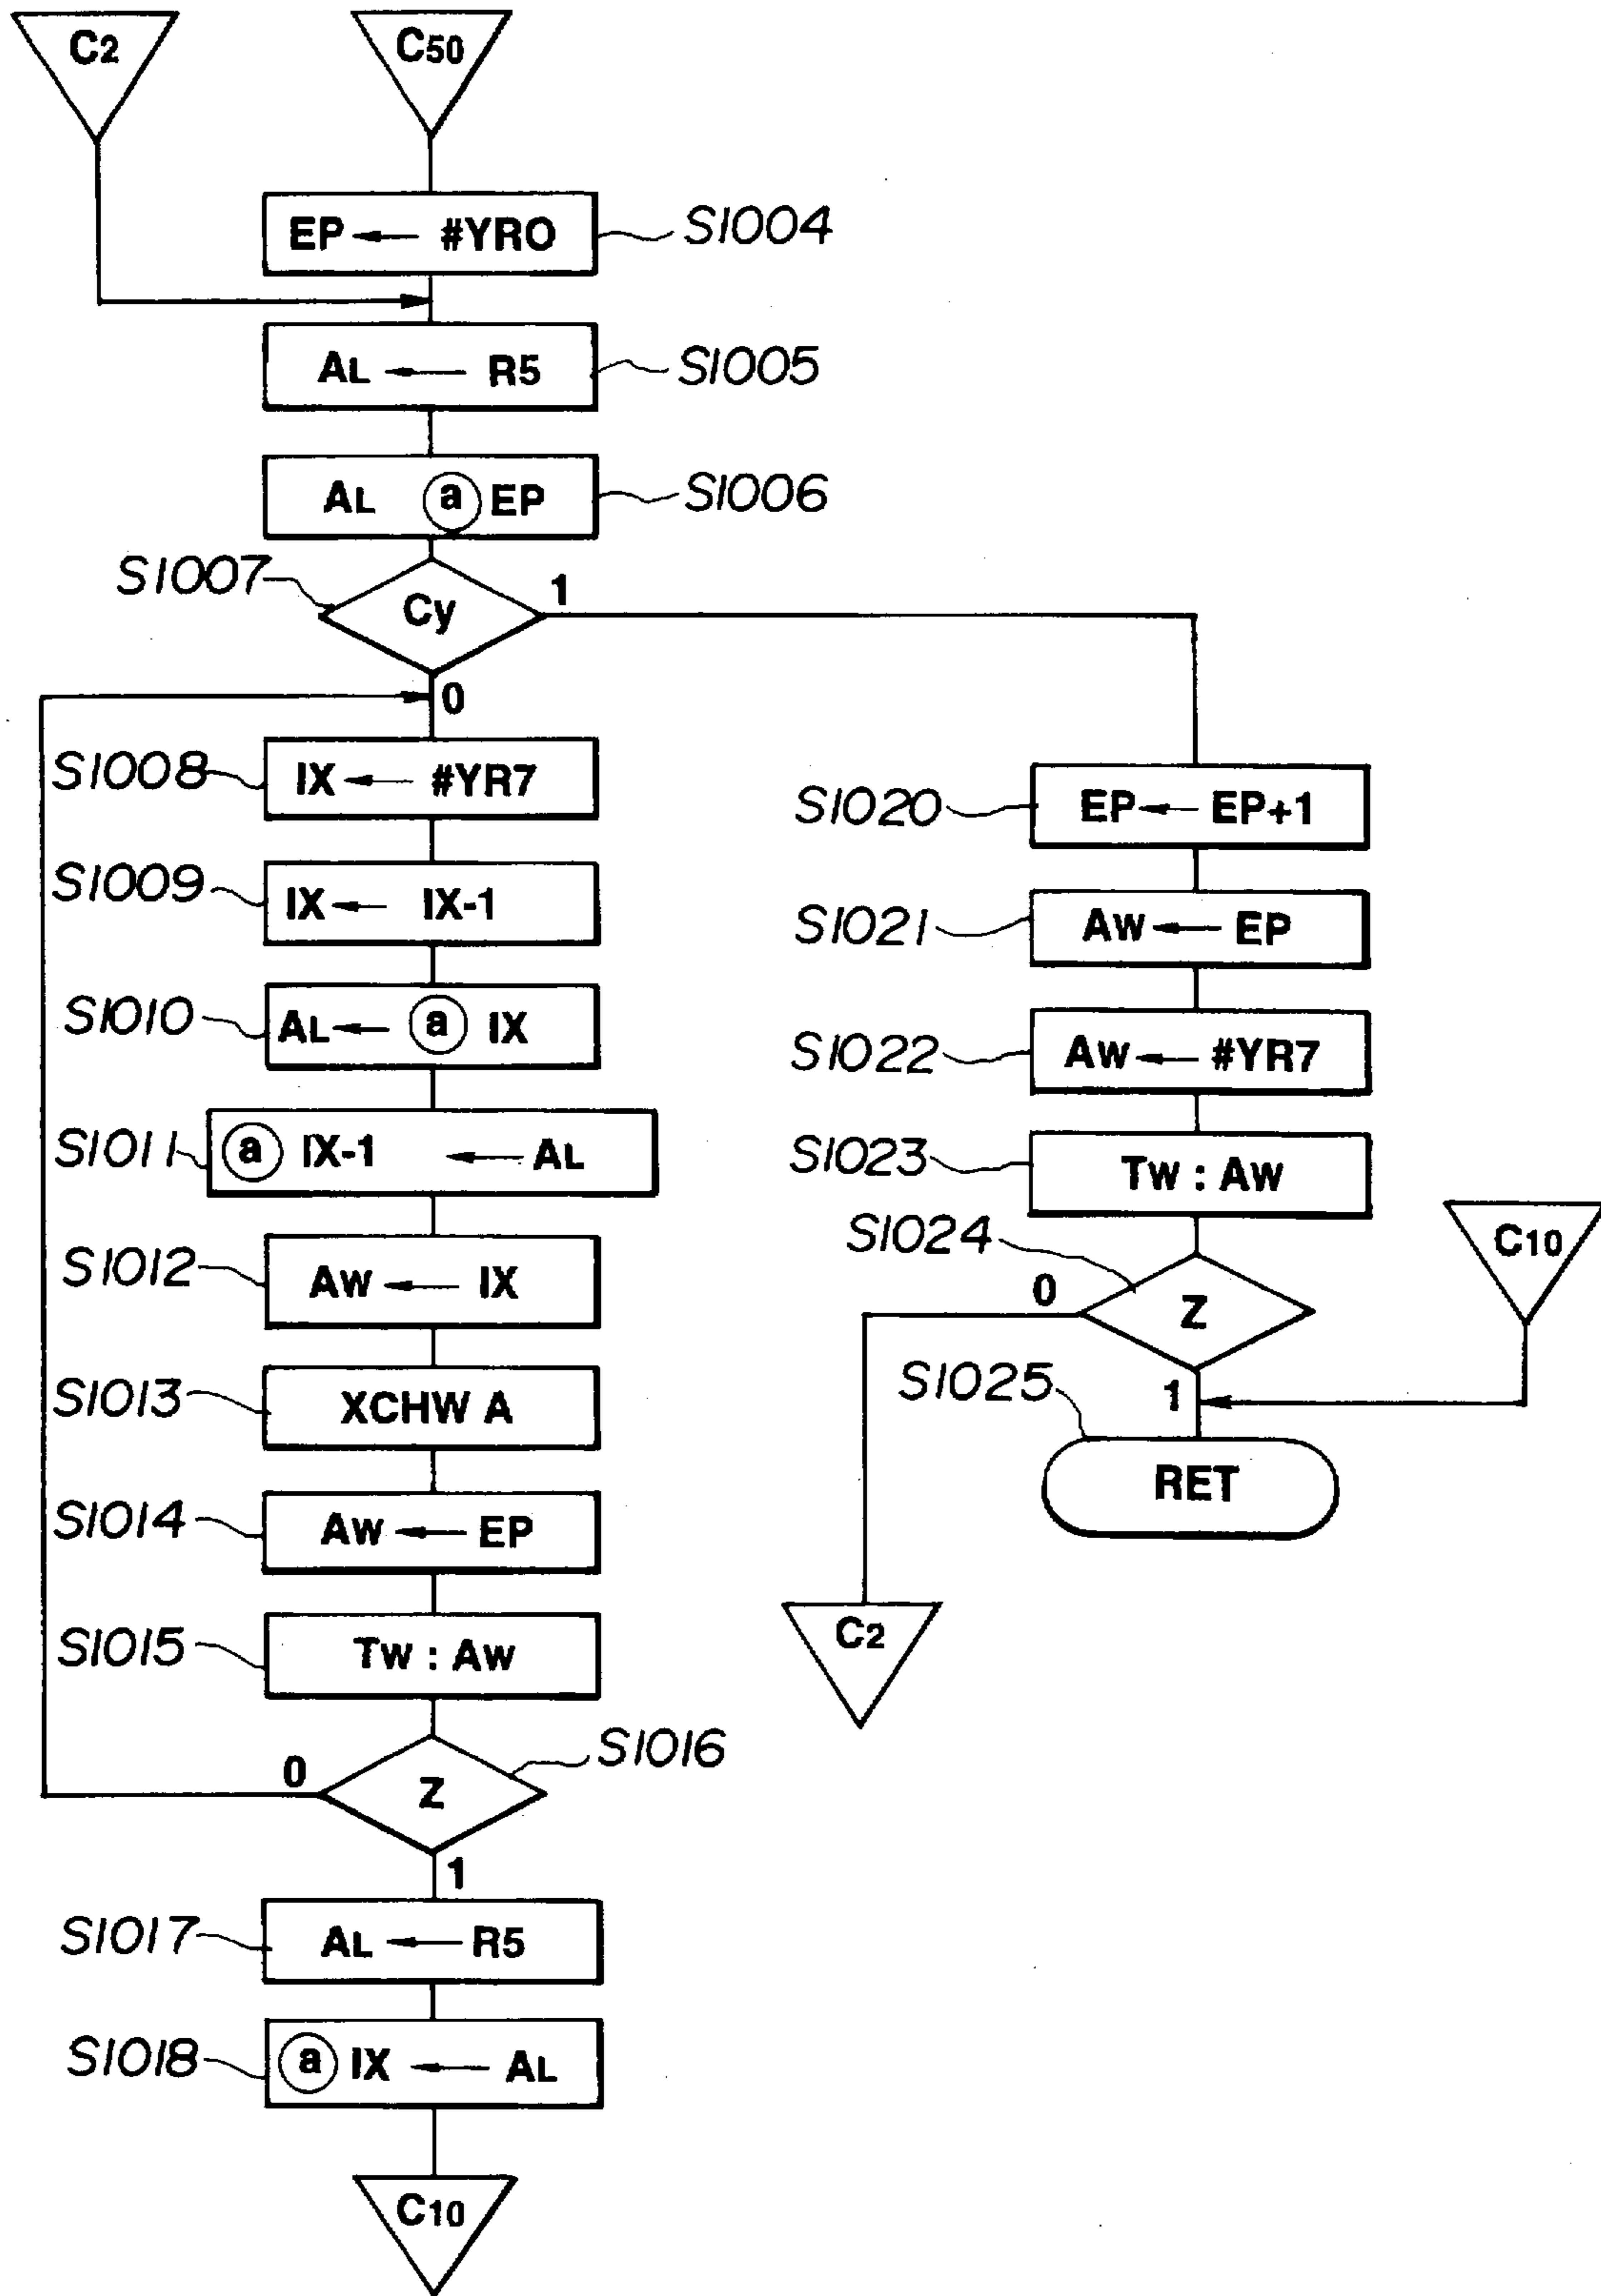 C2
C50
EP ← #YR0
S1004
AL ← R5
S1005
AL ⓐ EP
S1006
S1007
Cy
1
0
S1008
IX ← #YR7
S1009
IX ← IX-1
S1010
AL ← ⓐ IX
S1011
ⓐ IX-1 ← AL
S1012
AW ← IX
S1013
XCHW A
S1014
AW ← EP
S1015
TW : AW
S1016
0
Z
1
S1017
AL ← R5
S1018
ⓐ IX ← AL
C10
S1020
EP ← EP+1
S1021
AW ← EP
S1022
AW ← #YR7
S1023
TW : AW
S1024
0
Z
C10
S1025
1
RET
C2